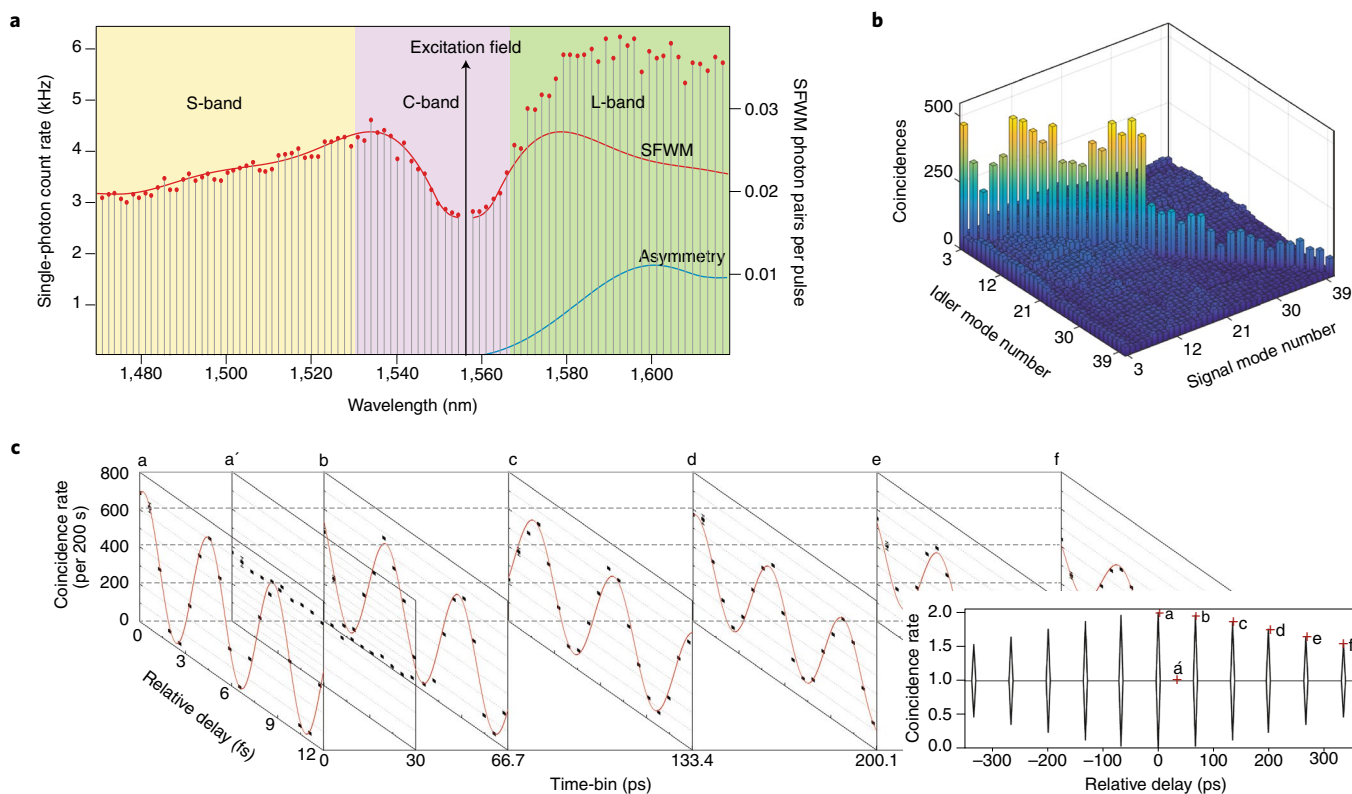 a
Single-photon count rate (kHz)
6
5
4
3
2
1
S-band
C-band
L-band
Excitation field
SFWM
Asymmetry
0.03
0.02
0.01
SFWM photon pairs per pulse
1,480
1,500
1,520
1,540
1,560
1,580
1,600
Wavelength (nm)
b
Coincidences
500
250
0
3
12
21
30
39
Idler mode number
3
12
21
30
39
Signal mode number
c
a
a´
b
c
d
e
f
Coincidence rate
(per 200 s)
800
600
400
200
0
0
3
6
9
12
Relative delay (fs)
0
30
66.7
133.4
200.1
Time-bin (ps)
Coincidence rate
2.0
1.5
1.0
0.5
0.0
a
b
c
d
e
f
á
–300
–200
–100
0
100
200
300
Relative delay (ps)